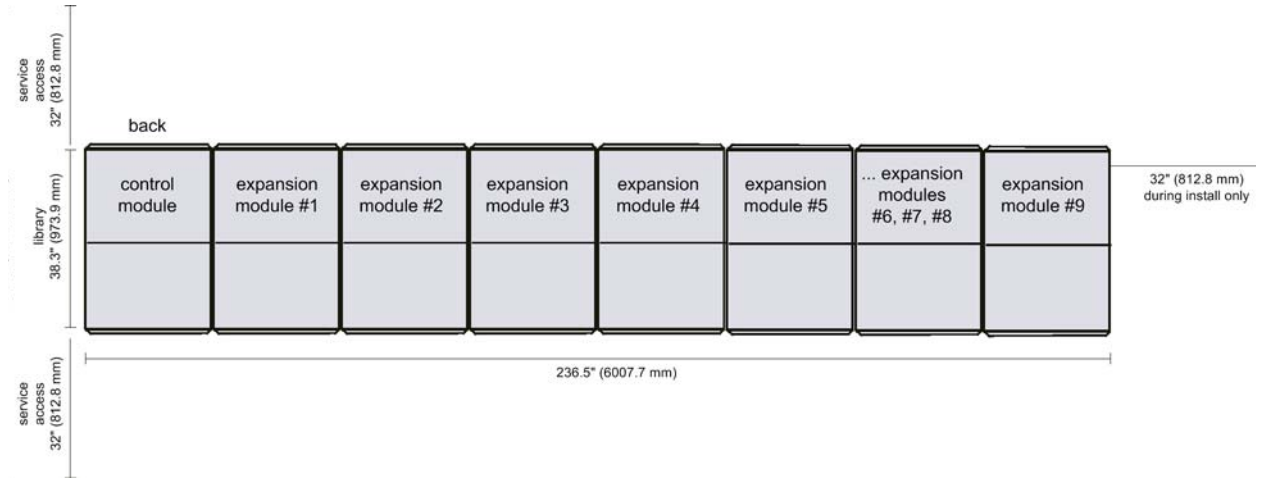 service
access
32" (812.8 mm)
back
library
38.3" (973.9 mm)
control
module
expansion
module #1
expansion
module #2
expansion
module #3
expansion
module #4
expansion
module #5
... expansion
modules
#6, #7, #8
expansion
module #9
32" (812.8 mm)
during install only
236.5" (6007.7 mm)
service
access
32" (812.8 mm)